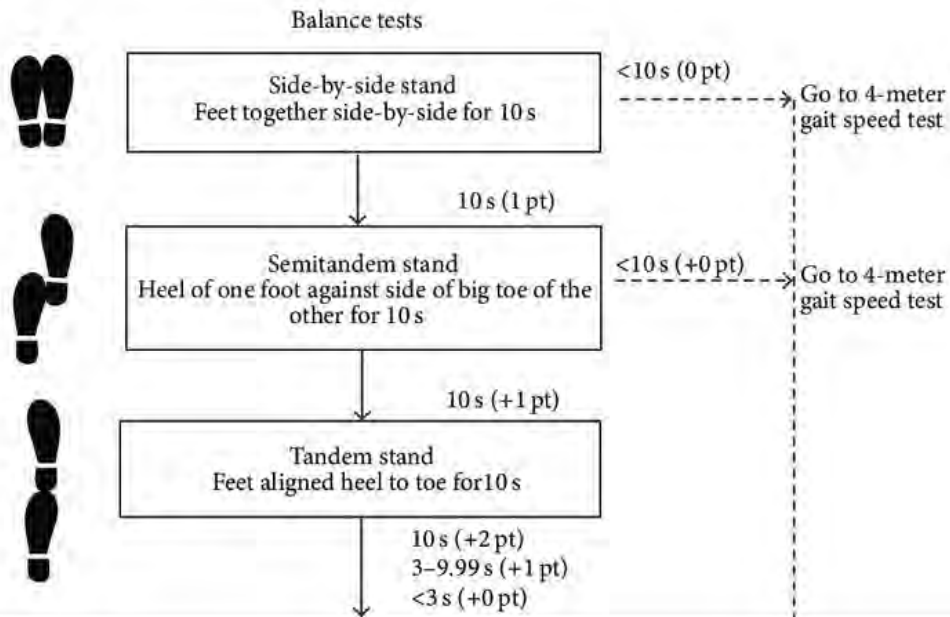 Balance tests
Side-by-side stand
Feet together side-by-side for 10 s
<10 s (0 pt)
Go to 4-meter
gait speed test
10 s (1 pt)
Semitandem stand
Heel of one foot against side of big toe of the
other for 10 s
<10 s (+0 pt)
Go to 4-meter
gait speed test
10 s (+1 pt)
Tandem stand
Feet aligned heel to toe for10 s
10 s (+2 pt)
3–9.99 s (+1 pt)
<3 s (+0 pt)